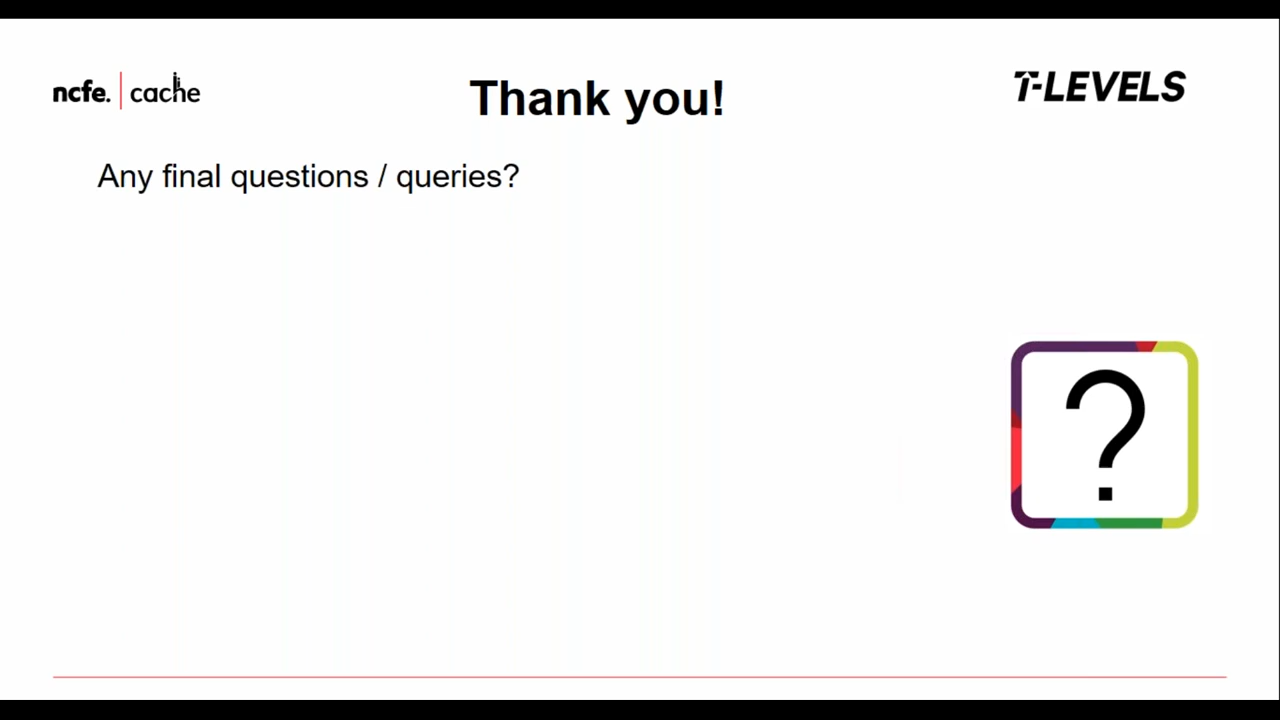 ncfe. cache
Thank you!
T-LEVELS
Any final questions / queries?
?